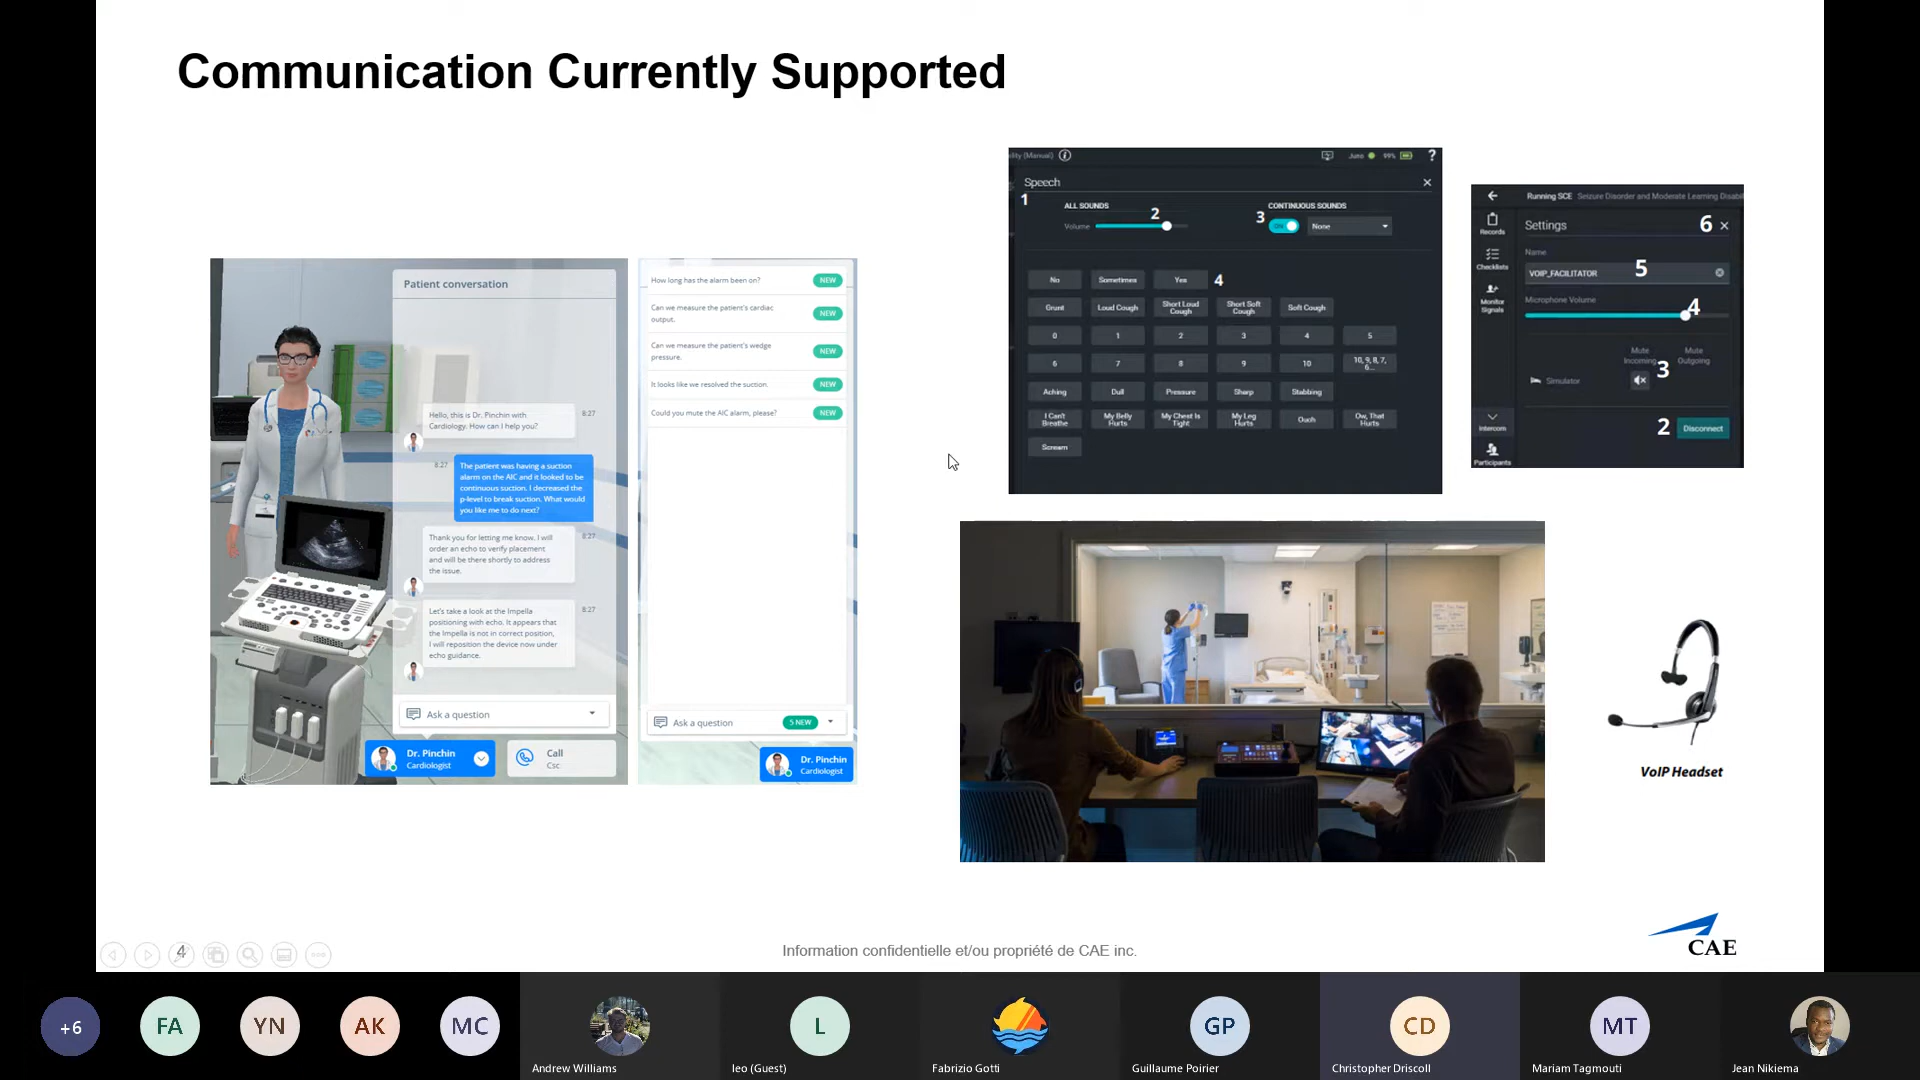 Communication Currently Supported
Patient conversation
Hello, this is Dr. Pinchin with
Cardiology. How can I help you?
8:27
8:27
The patient was having a suction
alarm on the AIC and it looked to be
continuous suction. I decreased the
p-level to break suction. What would
you like me to do next?
Thank you for letting me know. I will
order an echo to verify placement
and will be there shortly to address
the issue.
8:27
Let's take a look at the Impella
positioning with echo. It appears that
the Impella is not in correct position,
I will reposition the device now under
echo guidance.
8:27
Ask a question
Dr. Pinchin
Cardiologist
Call
Csc
How long has the alarm been on?
NEW
Can we measure the patient's cardiac
output.
NEW
Can we measure the patient's wedge
pressure.
NEW
It looks like we resolved the suction.
NEW
Could you mute the AIC alarm, please?
NEW
Ask a question
5 NEW
Dr. Pinchin
Cardiologist
(Manual)
Juno
99%
?
Speech
1
ALL SOUNDS
Volume
2
CONTINUOUS SOUNDS
3
ON
None
No
Sometimes
Yes
4
Grunt
Loud Cough
Short Loud
Cough
Short Soft
Cough
Soft Cough
0
1
2
3
4
5
6
7
8
9
10
10, 9, 8, 7,
6...
Aching
Dull
Pressure
Sharp
Stabbing
I Can't
Breathe
My Belly
Hurts
My Chest Is
Tight
My Leg
Hurts
Ouch
Ow, That
Hurts
Scream
Running SCE
Seizure Disorder and Moderate Learning Disabil
Records
Checklists
Monitor
Signals
Intercom
Participants
Settings
6
Name
VOIP_FACILITATOR
5
Microphone Volume
4
Mute
Incoming
Mute
Outgoing
3
Simulator
2
Disconnect
VoIP Headset
CAE
4
Information confidentielle et/ou propriété de CAE inc.
+6
FA
YN
AK
MC
Andrew Williams
L
leo (Guest)
Fabrizio Gotti
GP
Guillaume Poirier
CD
Christopher Driscoll
MT
Mariam Tagmouti
Jean Nikiema